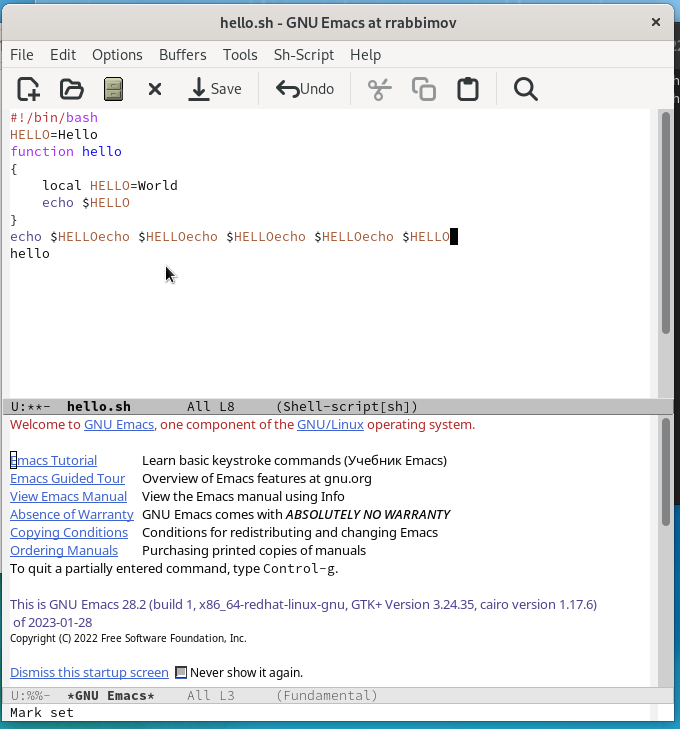 hello.sh - GNU Emacs at rrabbimov
File Edit Options Buffers Tools Sh-Script Help
Save Undo
#!/bin/bash
HELLO=Hello
function hello
{
    local HELLO=World
    echo $HELLO
}
echo $HELLOecho $HELLOecho $HELLOecho $HELLOecho $HELLO
hello
U:**-  hello.sh       All L8     (Shell-script[sh])
Welcome to GNU Emacs, one component of the GNU/Linux operating system.
Emacs Tutorial Learn basic keystroke commands (Учебник Emacs)
Emacs Guided Tour Overview of Emacs features at gnu.org
View Emacs Manual View the Emacs manual using Info
Absence of Warranty GNU Emacs comes with ABSOLUTELY NO WARRANTY
Copying Conditions Conditions for redistributing and changing Emacs
Ordering Manuals Purchasing printed copies of manuals
To quit a partially entered command, type Control-g.
This is GNU Emacs 28.2 (build 1, x86_64-redhat-linux-gnu, GTK+ Version 3.24.35, cairo version 1.17.6)
of 2023-01-28
Copyright (C) 2022 Free Software Foundation, Inc.
Dismiss this startup screen Never show it again.
U:%%-  *GNU Emacs*    All L3     (Fundamental)
Mark set